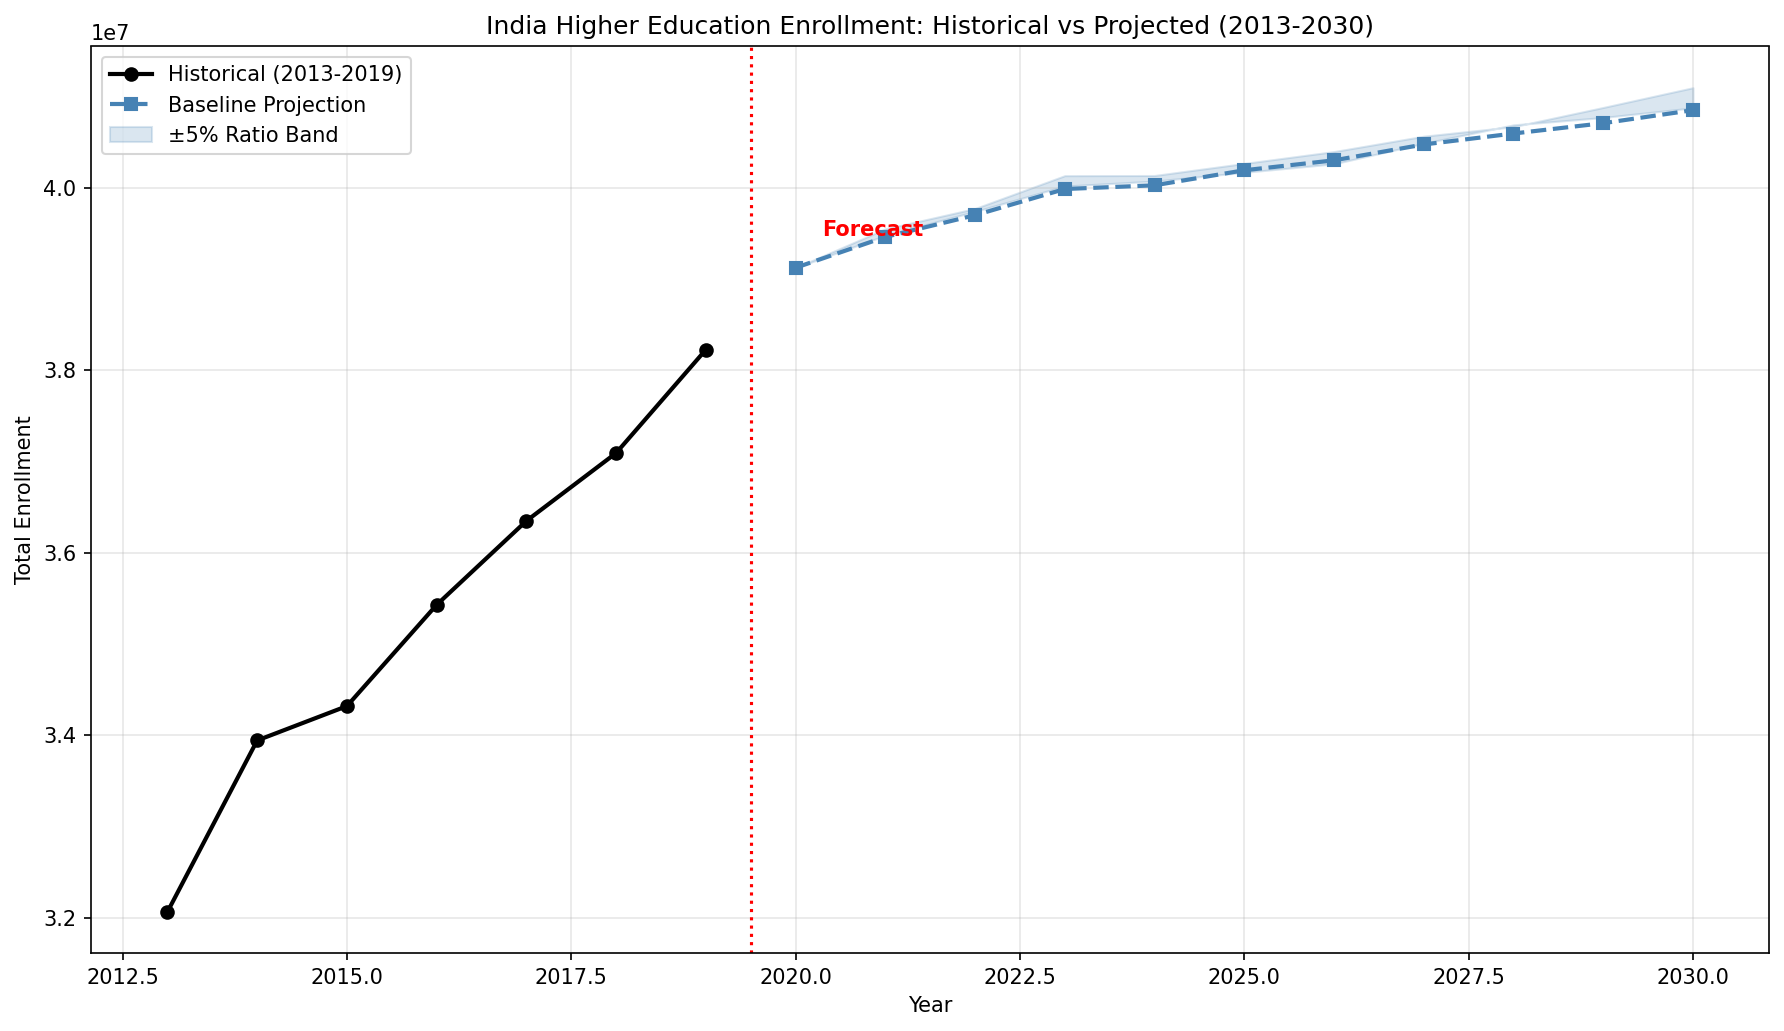 India Higher Education Enrollment: Historical vs Projected (2013-2030)
1e7
Historical (2013-2019)
Baseline Projection
±5% Ratio Band
Forecast
Total Enrollment
4.0
3.8
3.6
3.4
3.2
2012.5 2015.0 2017.5 2020.0 2022.5 2025.0 2027.5 2030.0
Year